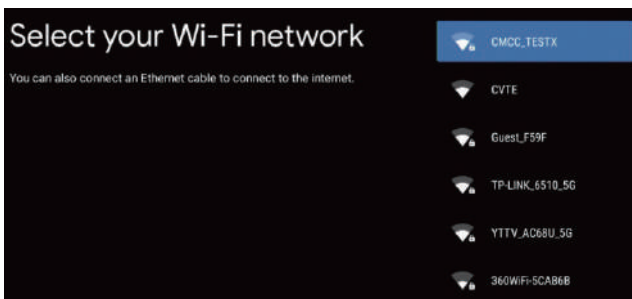 Select your Wi-Fi network
You can also connect an Ethernet cable to connect to the internet.
CMCC_TESTX
CVTE
Guest_F59F
TP-LINK_6510_5G
YTTV_AC68U_5G
360WiFi-5CAB6B